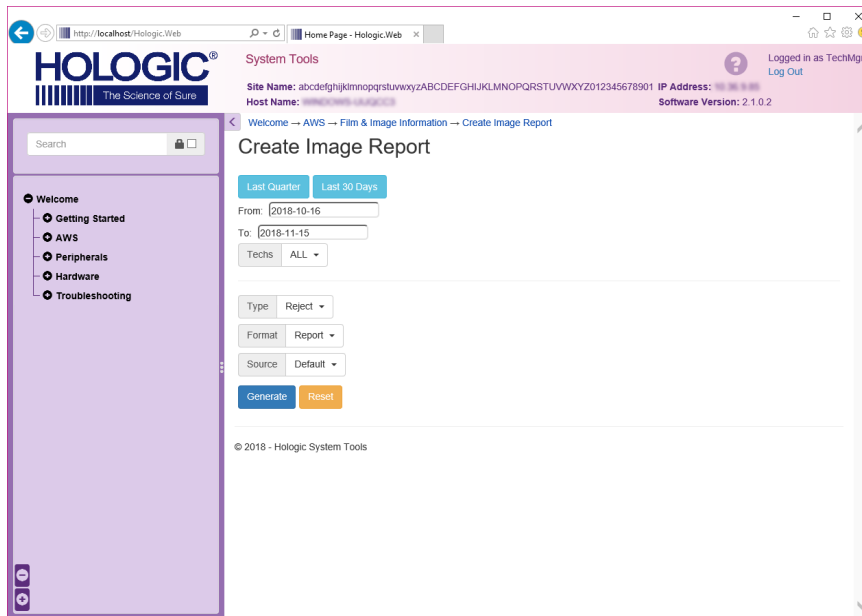 http://localhost/Hologic.Web
Home Page - Hologic.Web
HOLOGIC®
The Science of Sure
System Tools
Logged in as TechMgr
Log Out
Site Name: abcdefghijklmnopqrstuvwxyzABCDEFGHIJKLMNOPQRSTUVWXYZ012345678901 IP Address:
Host Name:
Software Version: 2.1.0.2
Search
Welcome
Getting Started
AWS
Peripherals
Hardware
Troubleshooting
Welcome → AWS → Film & Image Information → Create Image Report
Create Image Report
Last Quarter Last 30 Days
From: 2018-10-16
To: 2018-11-15
Techs ALL
Type Reject
Format Report
Source Default
Generate Reset
© 2018 - Hologic System Tools